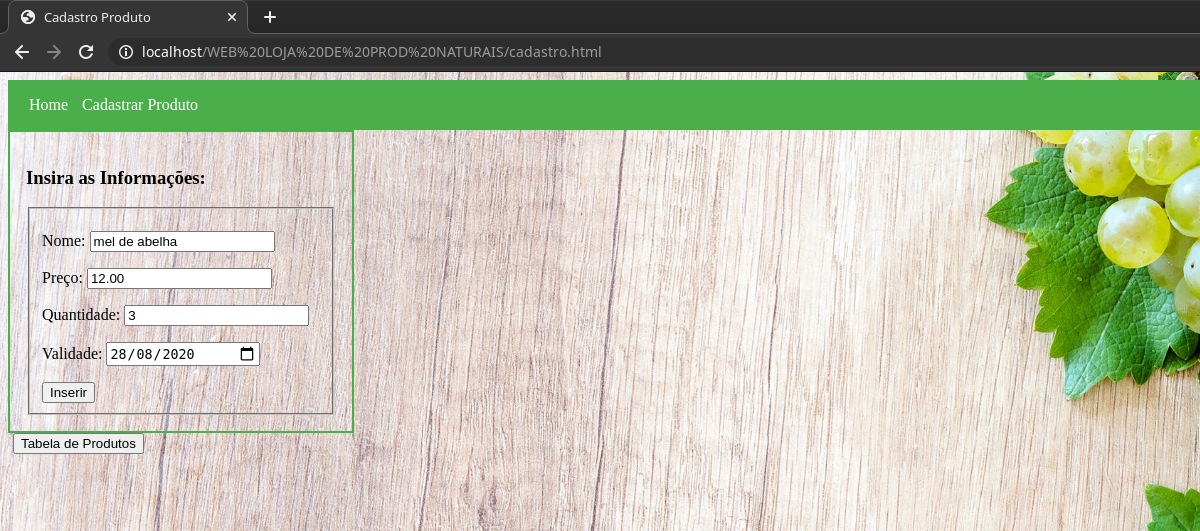 Cadastro Produto
localhost/WEB%20LOJA%20DE%20PROD%20NATURAIS/cadastro.html
Home Cadastrar Produto
Insira as Informações:
Nome: mel de abelha
Preço: 12.00
Quantidade: 3
Validade: 28/08/2020
Inserir
Tabela de Produtos